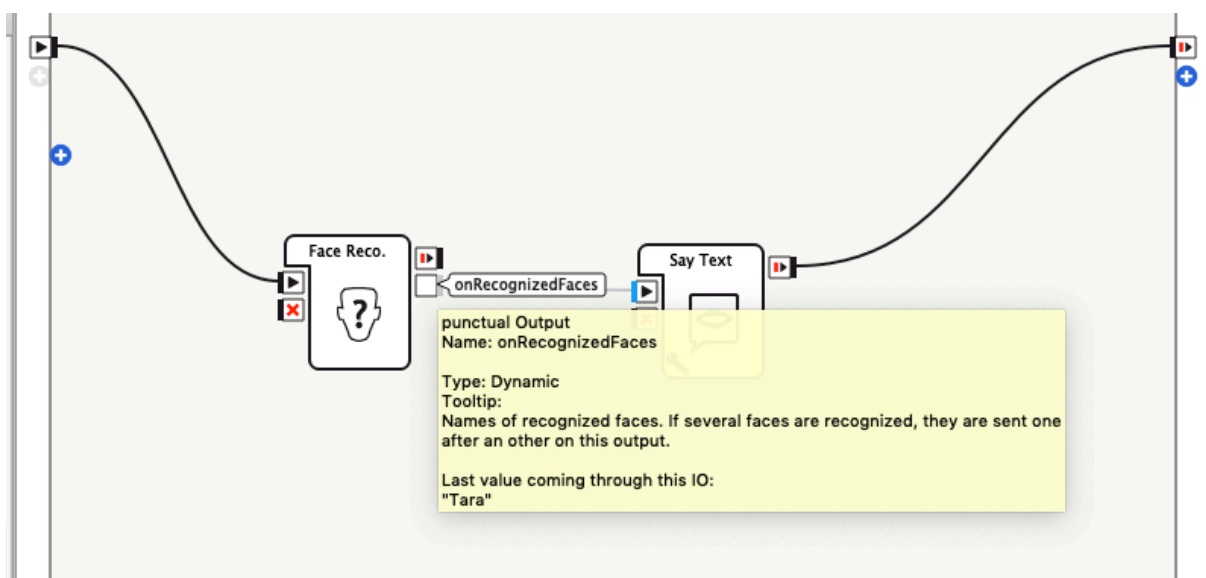 Face Reco.
Say Text
onRecognizedFaces
punctual Output
Name: onRecognizedFaces
Type: Dynamic
Tooltip:
Names of recognized faces. If several faces are recognized, they are sent one
after an other on this output.
Last value coming through this IO:
"Tara"